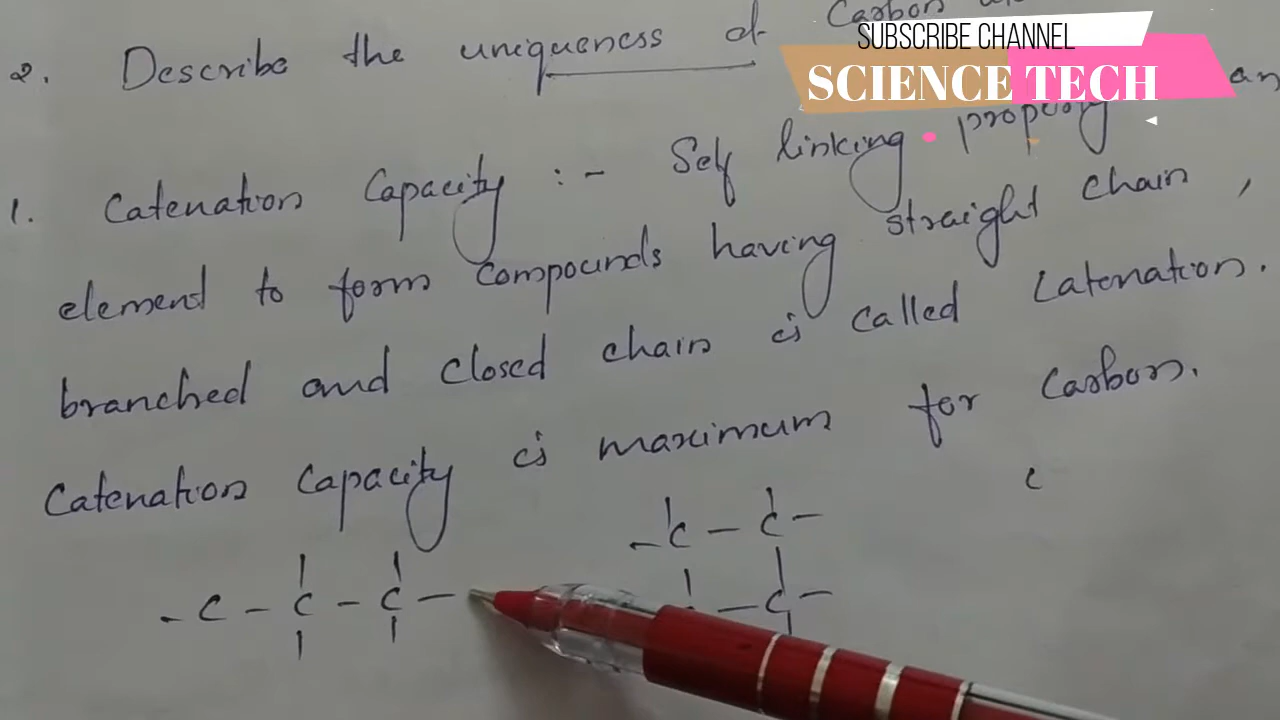 SUBSCRIBE CHANNEL
SCIENCE TECH
2. Describe the uniqueness of Carbon
1. Catenation Capacity :- Self linking property an
element to form compounds having straight chain,
branched and closed chain is called Catenation.
Catenation capacity is maximum for carbon.
- C - C - C -
- C - C -
- C -
C